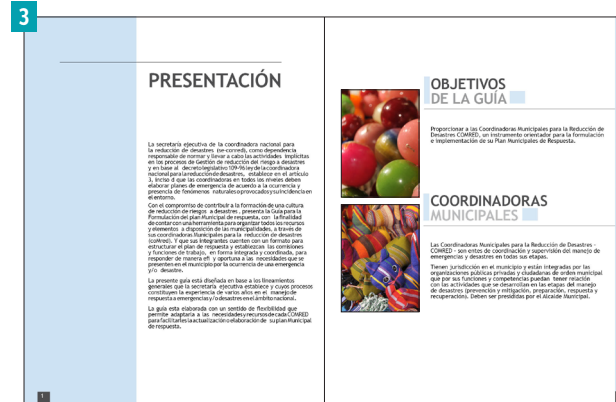 3
PRESENTACIÓN
La secretaría ejecutiva de la coordinadora nacional para
la reducción de desastres (se-conred), como dependencia
responsable de normar y llevar a cabo las actividades implícitas
en los procesos de Gestión de reducción del riesgo a desastres
y en base al decreto legislativo 109-96 ley de la coordinadora
nacional para la reducción de desastres, establece en el artículo
3, inciso d que las coordinadoras en todos los niveles deben
elaborar planes de emergencia de acuerdo a la ocurrencia y
presencia de fenómenos naturales o provocados y su incidencia en
el entorno.
Con el compromiso de contribuir a la formación de una cultura
de reducción de riesgos a desastres, presenta la Guía para la
Formulación del plan Municipal de respuesta, con la finalidad
de contar con una herramienta para organizar todos los recursos
y elementos a disposición de las municipalidades, a través de
sus coordinadoras Municipales para la reducción de desastres
(coMred). Y que sus integrantes cuenten con un formato para
estructurar el plan de respuesta y establezcan las comisiones
y funciones de trabajo, en forma integrada y coordinada, para
responder de manera efi y oportuna a las necesidades que se
presenten en el municipio por la ocurrencia de una emergencia
y/o desastre.
La presente guía está diseñada en base a los lineamientos
generales que la secretaría ejecutiva establece y cuyos procesos
constituyen la experiencia de varios años en el manejo de
respuesta a emergencias y/o desastres en el ámbito nacional.
La guía esta elaborada con un sentido de flexibilidad que
permite adaptarla a las necesidades y recursos de cada COMRED
para facilitarles la actualización o elaboración de su plan Municipal
de respuesta.
1
OBJETIVOS
DE LA GUÍA
Proporcionar a las Coordinadoras Municipales para la Reducción de
Desastres COMRED, un instrumento orientador para la formulación
e implementación de su Plan Municipales de Respuesta.
COORDINADORAS
MUNICIPALES
Las Coordinadoras Municipales para la Reducción de Desastres -
COMRED - son entes de coordinación y supervisión del manejo de
emergencias y desastres en todas sus etapas.
Tienen jurisdicción en el municipio y están integradas por las
organizaciones publicas privadas y ciudadanas de orden municipal
que por sus funciones y competencias puedan tener relación
con las actividades que se desarrollan en las etapas del manejo
de desastres (prevención y mitigación, preparación, respuesta y
recuperación). Deben ser presididas por el Alcalde Municipal.